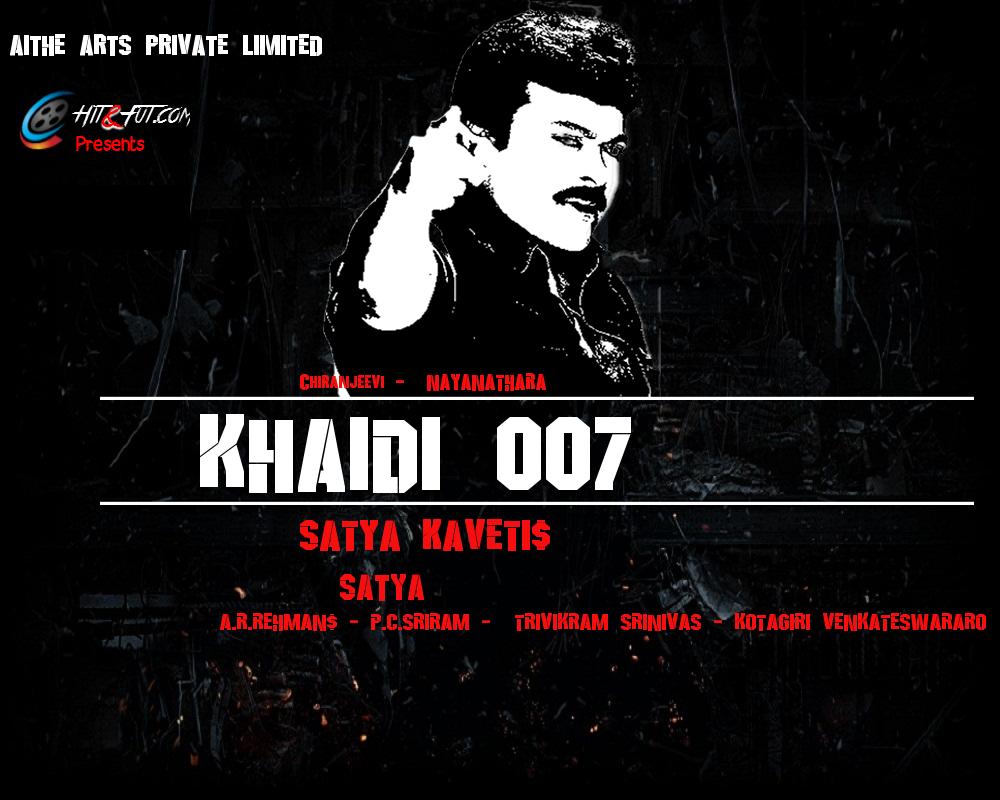 AITHE ARTS PRIVATE LIIMITED
HIT&FUT.COM
Presents
CHIRANJEEVI - NAYANATHARA
KHAIDI 007
SATYA KAVETI$
SATYA
A.R.REHMAN$ - P.C.SRIRAM - TRIVIKRAM SRINIVAS - KOTAGIRI VENKATESWARARO